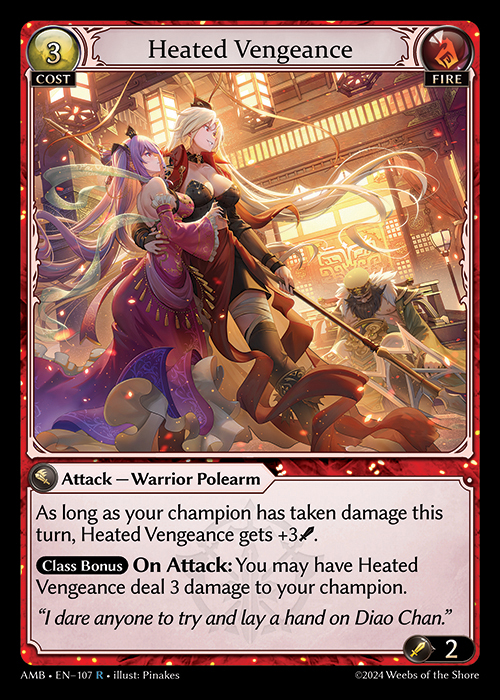 3
COST
Heated Vengeance
FIRE
Attack — Warrior Polearm
As long as your champion has taken damage this
turn, Heated Vengeance gets +3.
Class Bonus On Attack: You may have Heated
Vengeance deal 3 damage to your champion.
“I dare anyone to try and lay a hand on Diao Chan.”
2
AMB • EN–107 R • illust: Pinakes
©2024 Weebs of the Shore